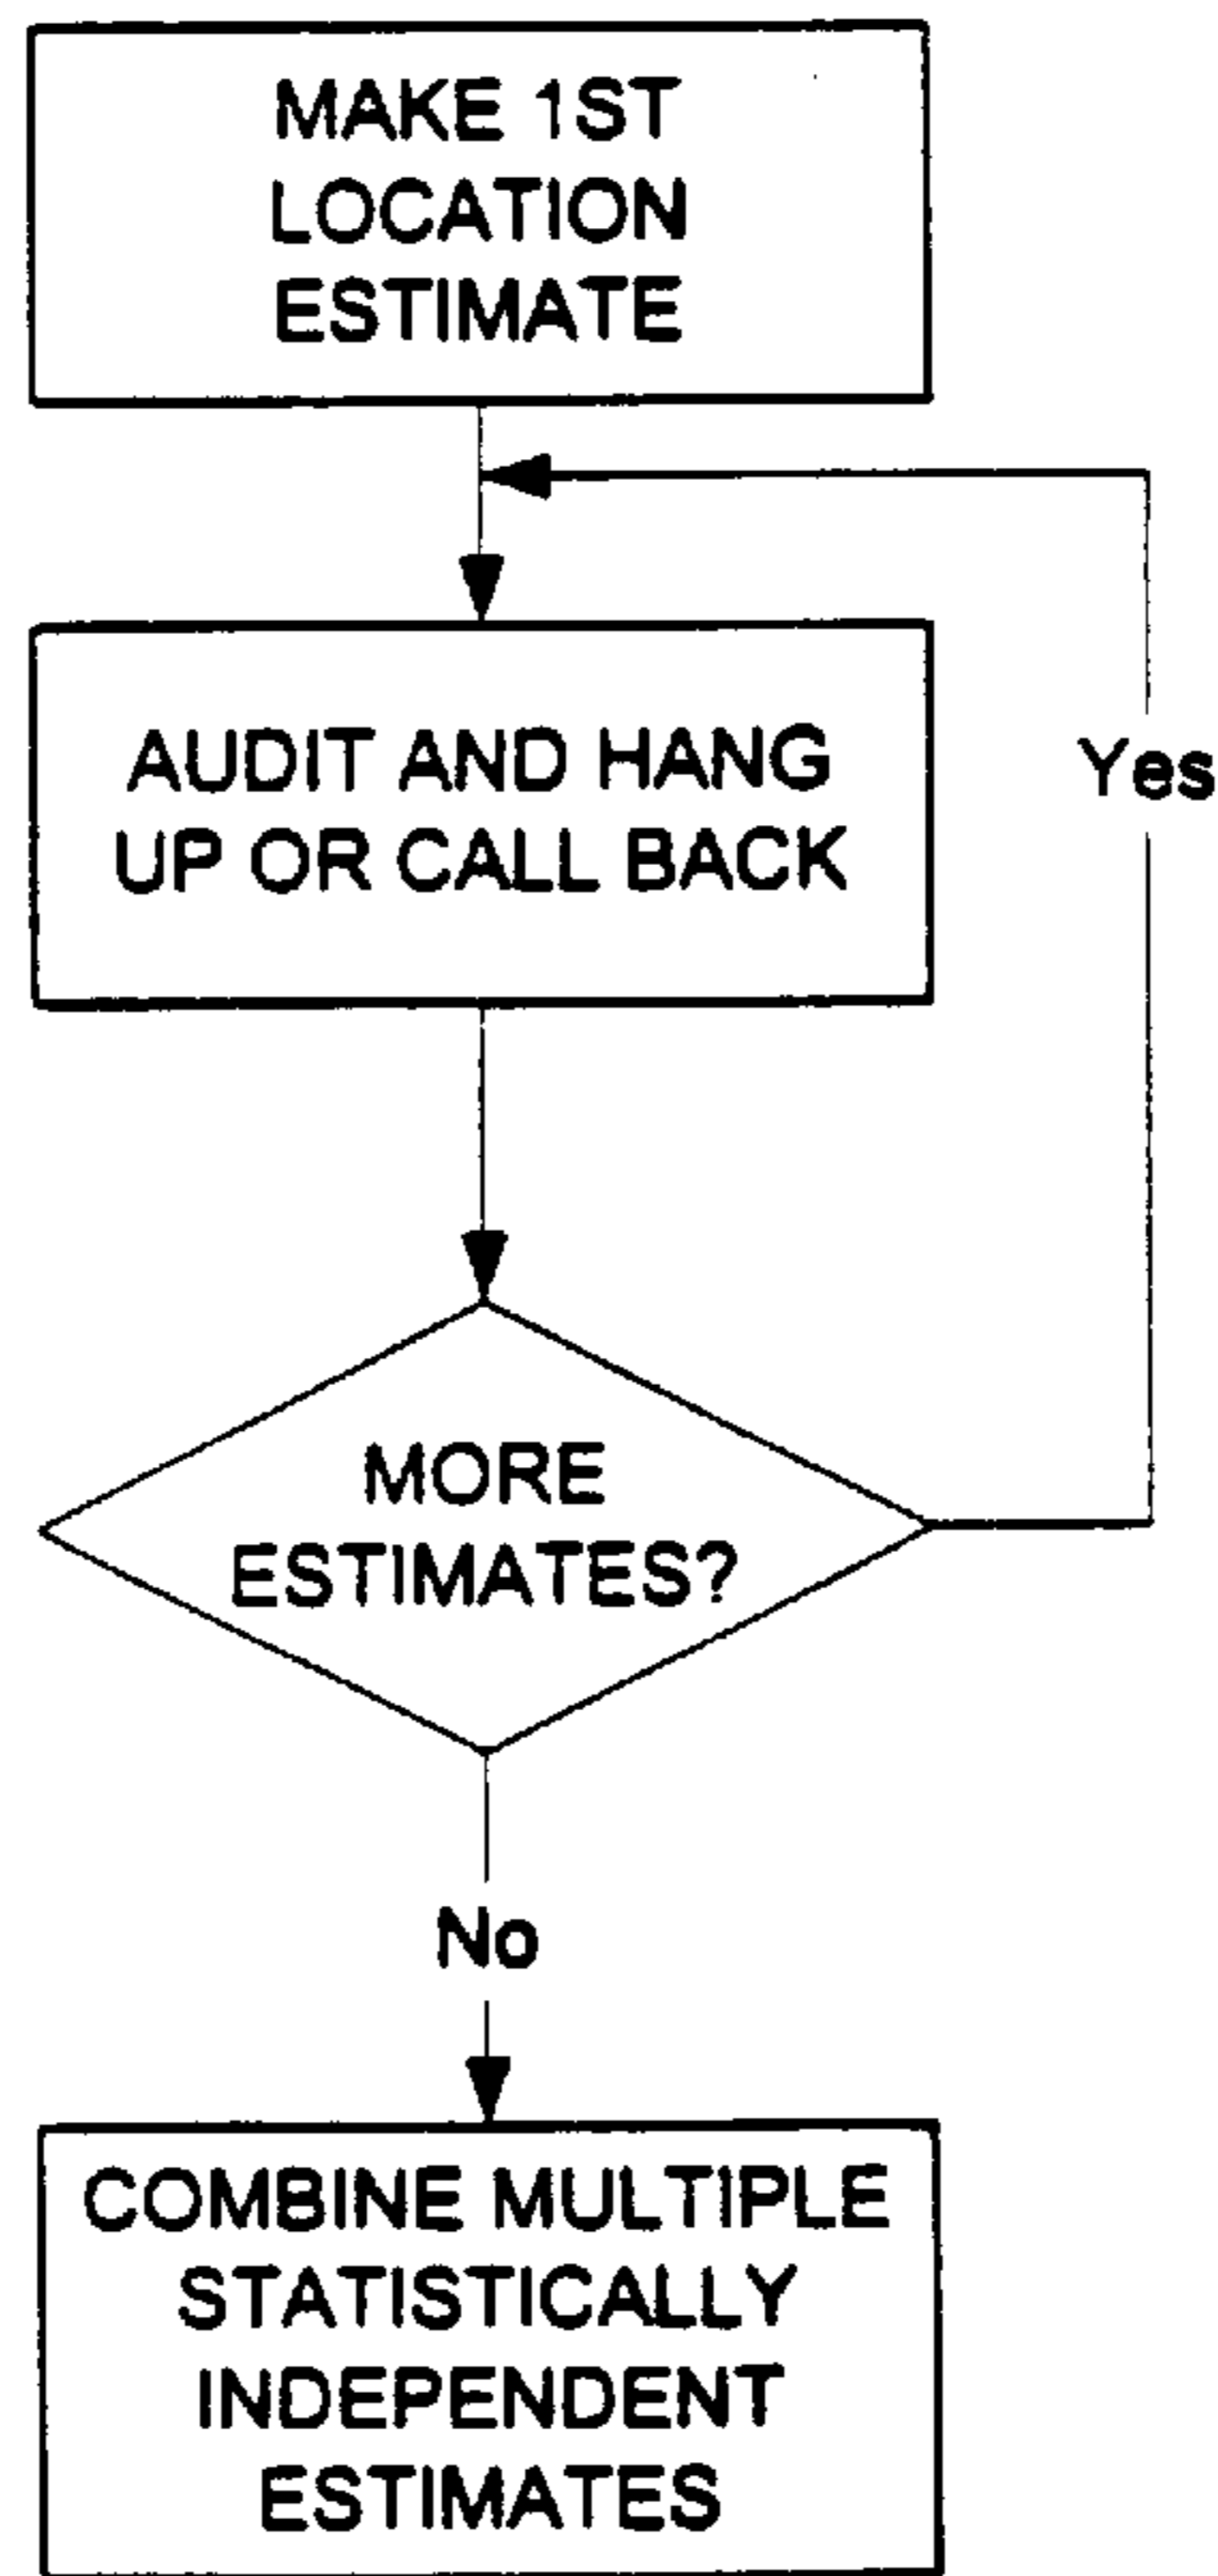 MAKE 1ST
LOCATION
ESTIMATE
AUDIT AND HANG
UP OR CALL BACK
Yes
MORE
ESTIMATES?
No
COMBINE MULTIPLE
STATISTICALLY
INDEPENDENT
ESTIMATES